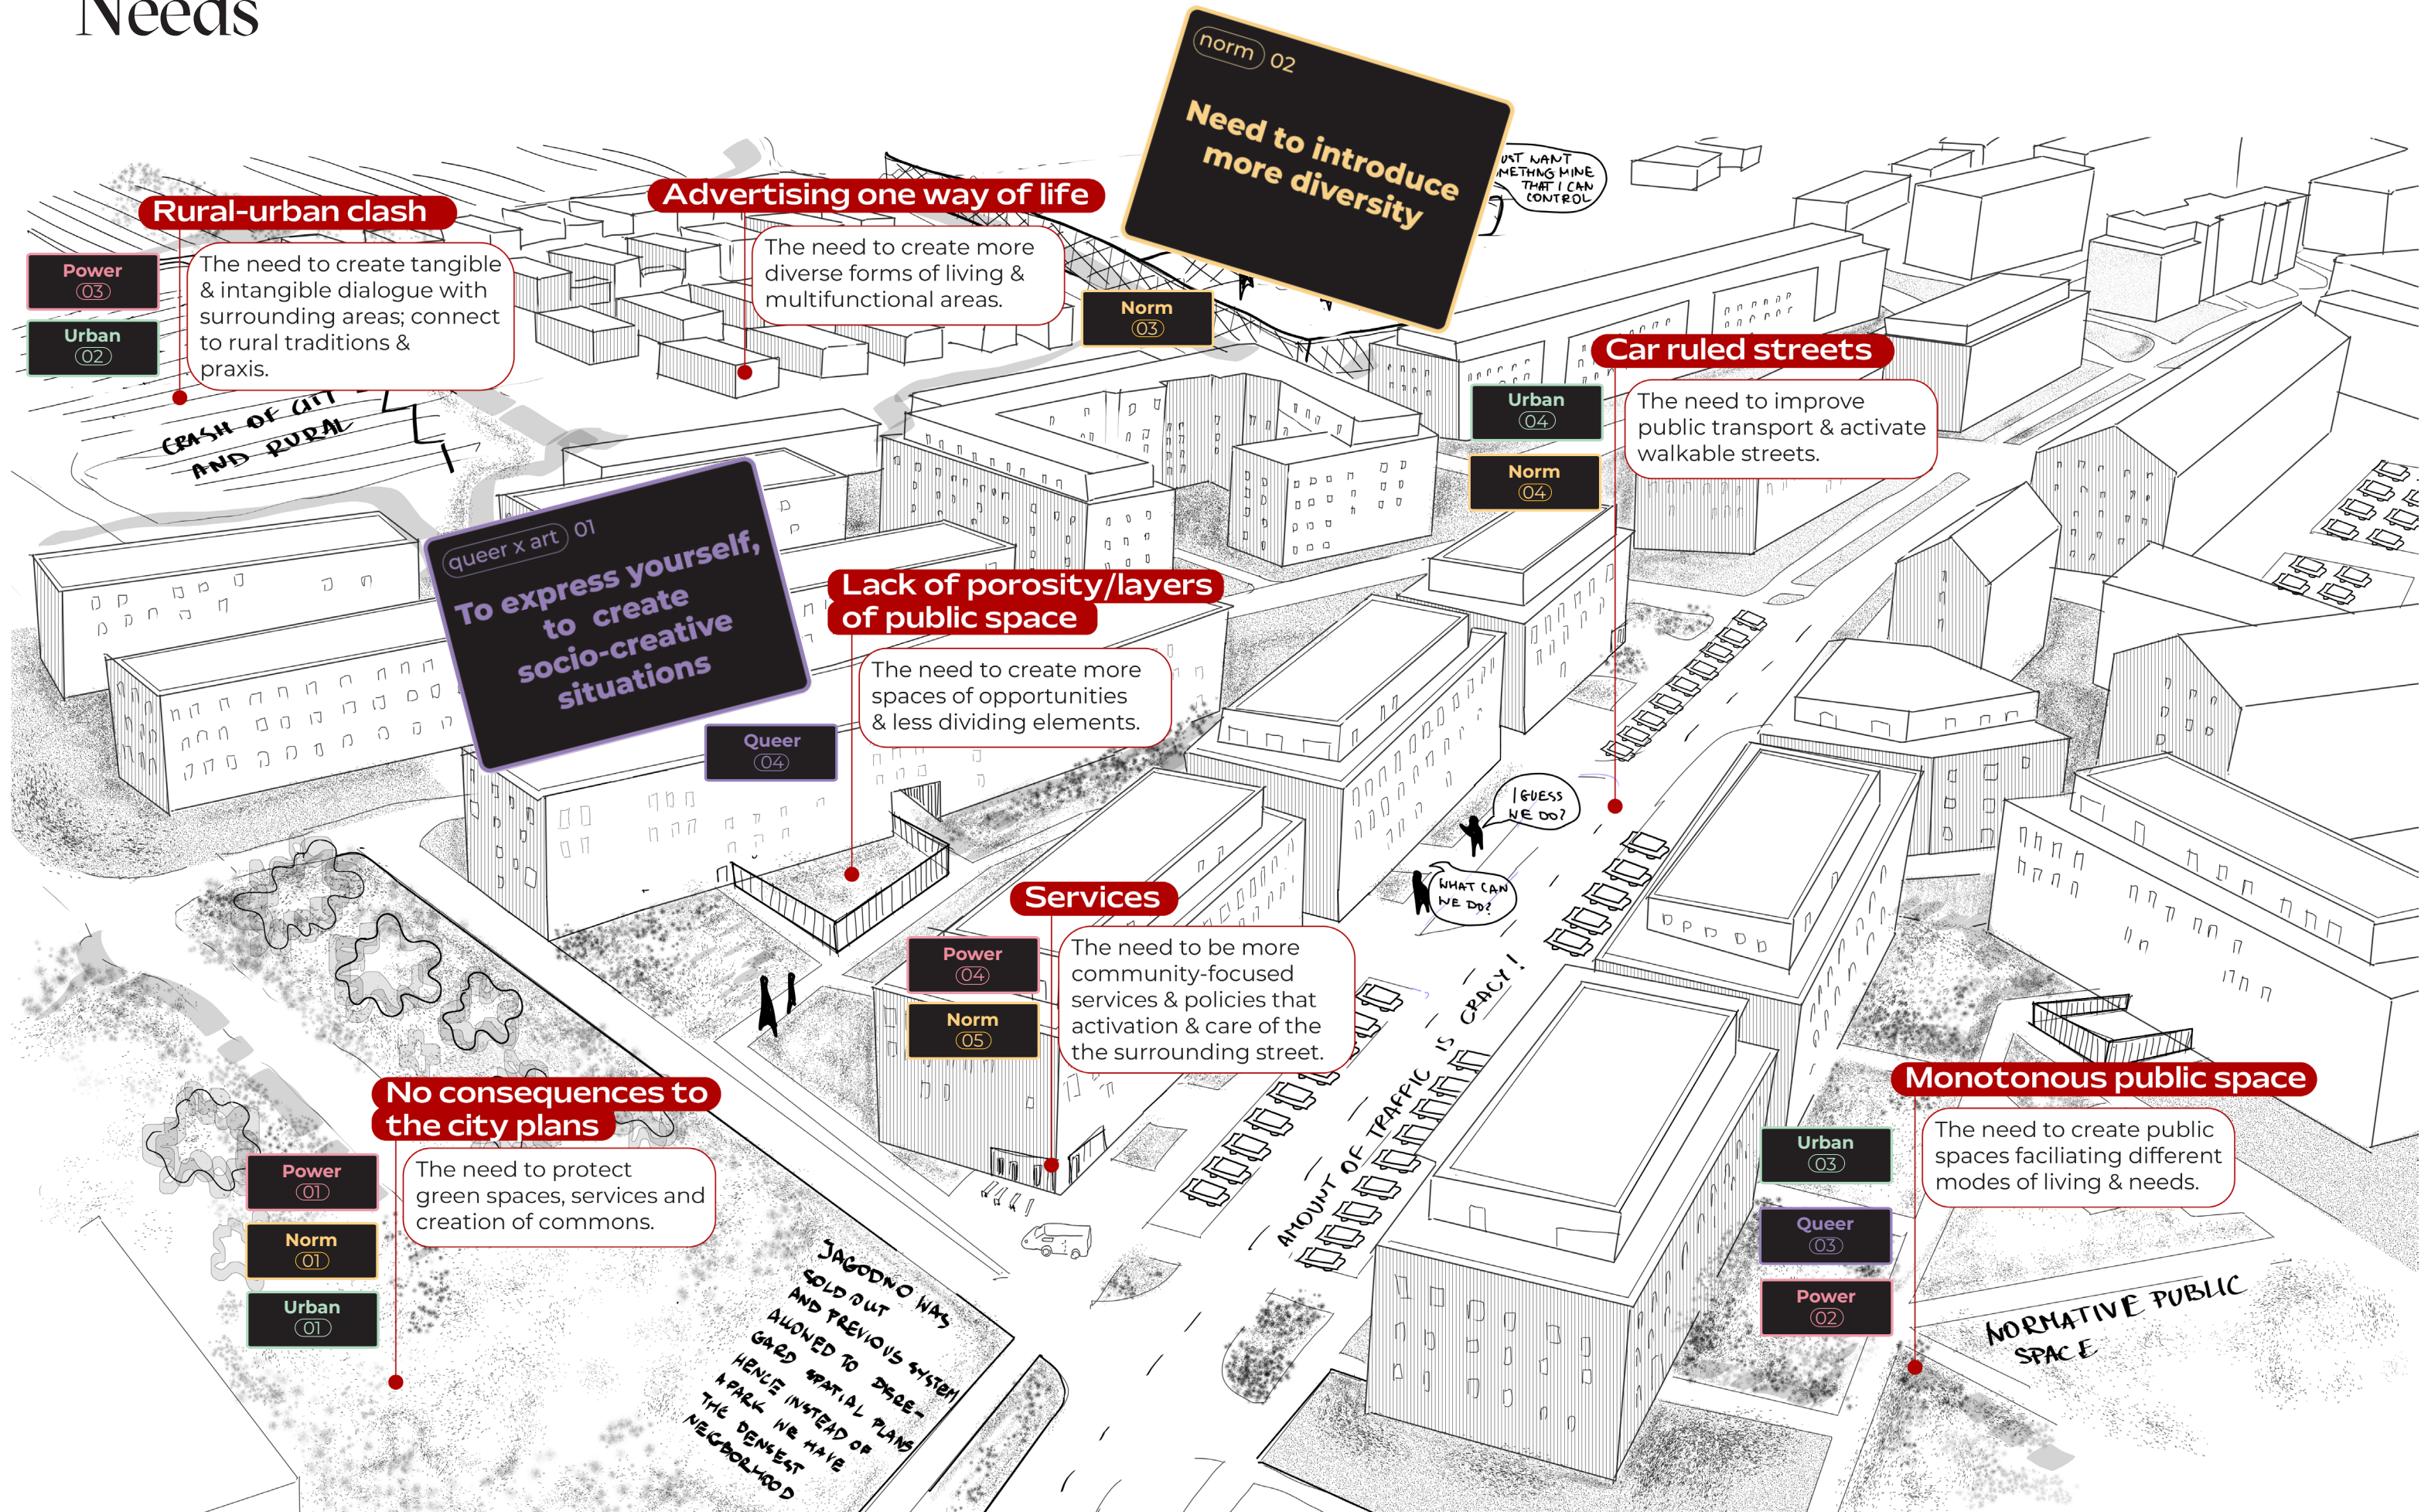 Needs
norm 02
Need to introduce
more diversity
UST WANT
METHNG MINE
THAT I CAN
CONTROL
Rural-urban clash
Power
03
Urban
02
The need to create tangible
& intangible dialogue with
surrounding areas; connect
to rural traditions &
praxis.
CRASH OF CITY
AND RURAL
Advertising one way of life
The need to create more
diverse forms of living &
multifunctional areas.
Norm
03
Car ruled streets
Urban
04
Norm
04
The need to improve
public transport & activate
walkable streets.
queer x art 01
To express yourself,
to create
socio-creative
situations
Lack of porosity/layers
of public space
The need to create more
spaces of opportunities
& less dividing elements.
Queer
04
I GUESS
WE DO?
WHAT CAN
WE DO?
Services
Power
04
Norm
05
The need to be more
community-focused
services & policies that
activation & care of the
the surrounding street.
AMOUNT OF TRAFFIC IS CRACY!
No consequences to
the city plans
Power
01
Norm
01
Urban
01
The need to protect
green spaces, services and
creation of commons.
JAGODNO WAS
SOLD OUT
AND PREVIOUS SYSTEM
ALLOWED TO DISRE-
GARD SPATIAL PLANS
HENCE INSTEAD OF
A PARK WE HAVE
THE DENSEST
NEIGBORHOOD
Monotonous public space
Urban
03
Queer
03
Power
02
The need to create public
spaces faciliating different
modes of living & needs.
NORMATIVE PUBLIC
SPACE